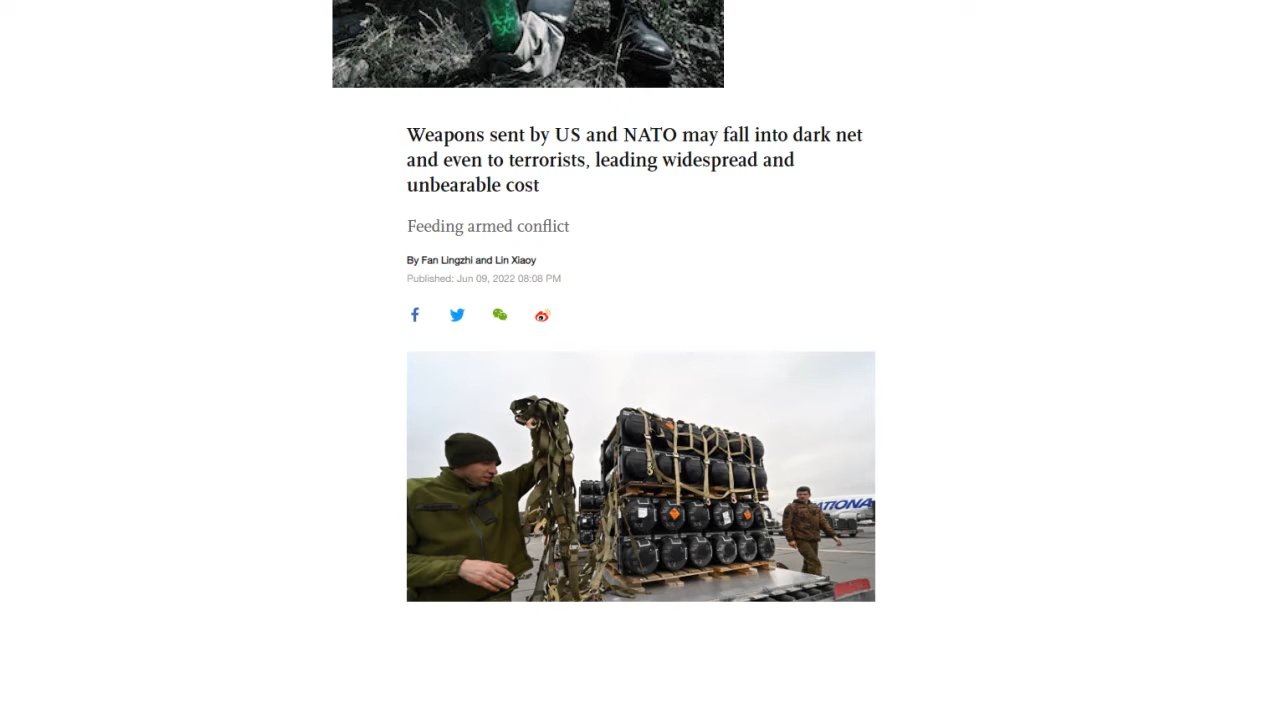 Weapons sent by US and NATO may fall into dark net
and even to terrorists, leading widespread and
unbearable cost
Feeding armed conflict
By Fan Lingzhi and Lin Xiaoy
Published: Jun 09, 2022 08:08 PM
ATIONA